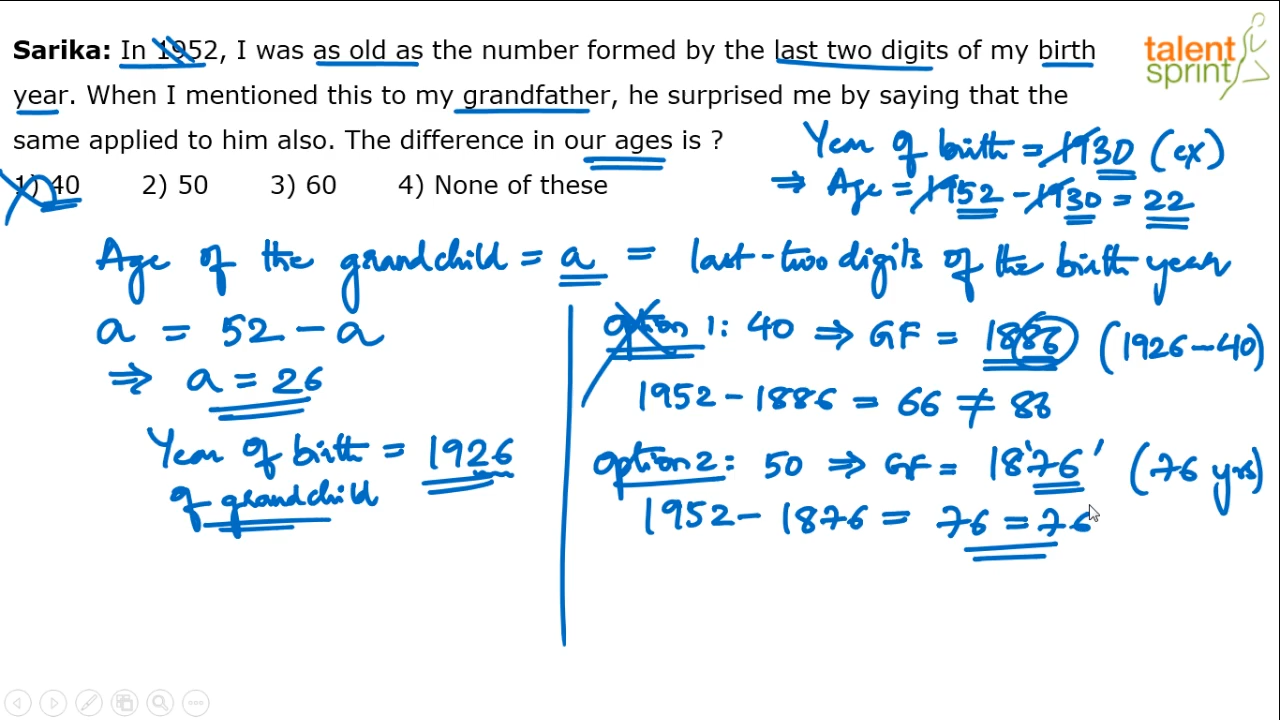 Sarika: In 1952, I was as old as the number formed by the last two digits of my birth
year. When I mentioned this to my grandfather, he surprised me by saying that the
same applied to him also. The difference in our ages is ?
1) 40 2) 50 3) 60 4) None of these
talent
sprint
Year of birth = 1930 (ex)
⇒ Age = 1952 - 1930 = 22
Age of the grandchild = a = last-two digits of the birth year
a = 52 - a
⇒ a = 26
Year of birth = 1926
of grandchild
option 1: 40 ⇒ GF = 1886 (1926-40)
1952 - 1886 = 66 ≠ 86
option 2: 50 ⇒ GF = 18'76' (76 yrs)
1952 - 1876 = 76 = 76